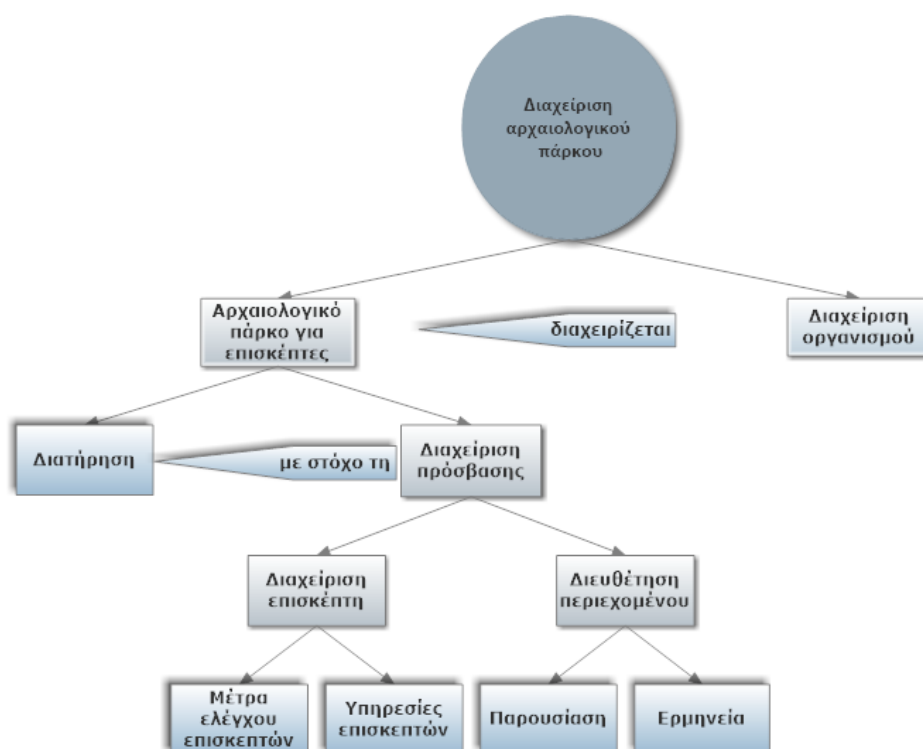 Διαχείριση
αρχαιολογικού
πάρκου
Αρχαιολογικό
πάρκο για
επισκέπτες
διαχειρίζεται
Διαχείριση
οργανισμού
Διατήρηση
με στόχο τη
Διαχείριση
πρόσβασης
Διαχείριση
επισκέπτη
Διευθέτηση
περιεχομένου
Μέτρα
ελέγχου
επισκεπτών
Υπηρεσίες
επισκεπτών
Παρουσίαση
Ερμηνεία